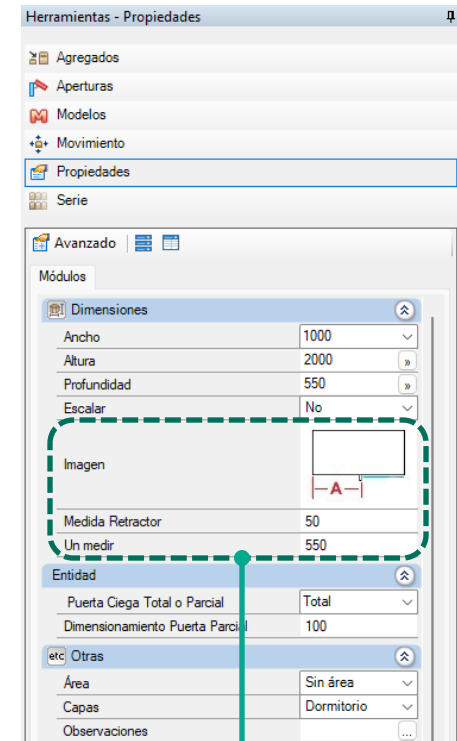 Herramientas - Propiedades
Agregados
Aperturas
Modelos
Movimiento
Propiedades
Serie
Avanzado
Módulos
Dimensiones
Ancho 1000
Altura 2000 »
Profundidad 550 »
Escalar No
Imagen
A
Medida Retractor 50
Un medir 550
Entidad
Puerta Ciega Total o Parcial Total
Dimensionamiento Puerta Parcial 100
etc Otras
Área Sin área
Capas Dormitorio
Observaciones ...